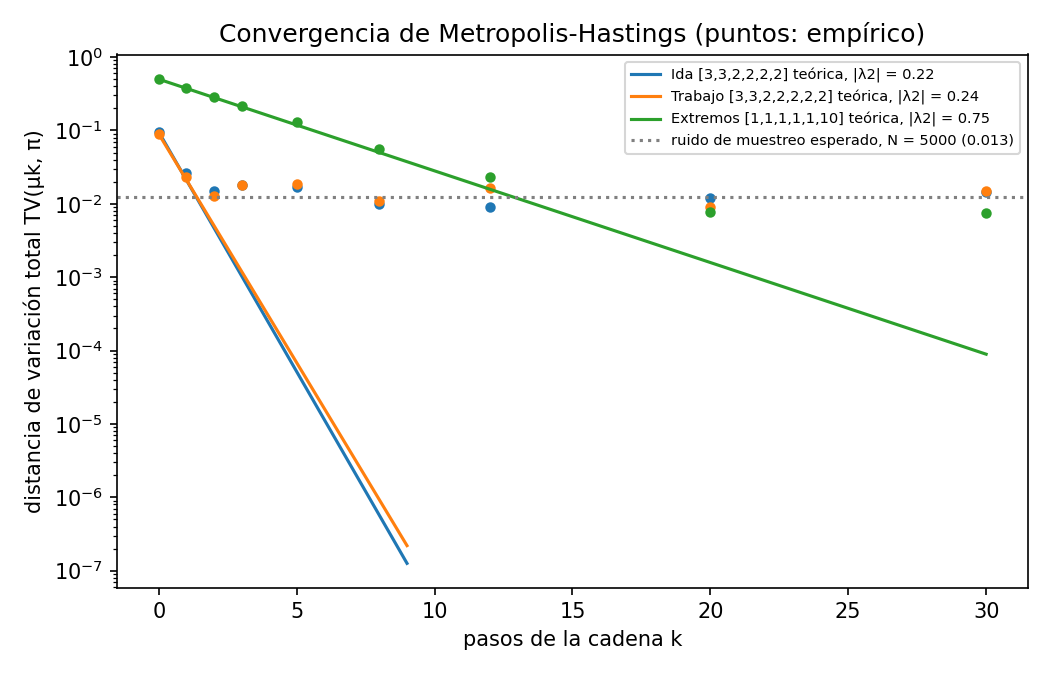 Convergencia de Metropolis-Hastings (puntos: empírico)
distancia de variación total TV(μk, π)
10⁰
10⁻¹
10⁻²
10⁻³
10⁻⁴
10⁻⁵
10⁻⁶
10⁻⁷
Ida [3,3,2,2,2,2] teórica, |λ2| = 0.22
Trabajo [3,3,2,2,2,2,2] teórica, |λ2| = 0.24
Extremos [1,1,1,1,1,10] teórica, |λ2| = 0.75
ruido de muestreo esperado, N = 5000 (0.013)
0 5 10 15 20 25 30
pasos de la cadena k